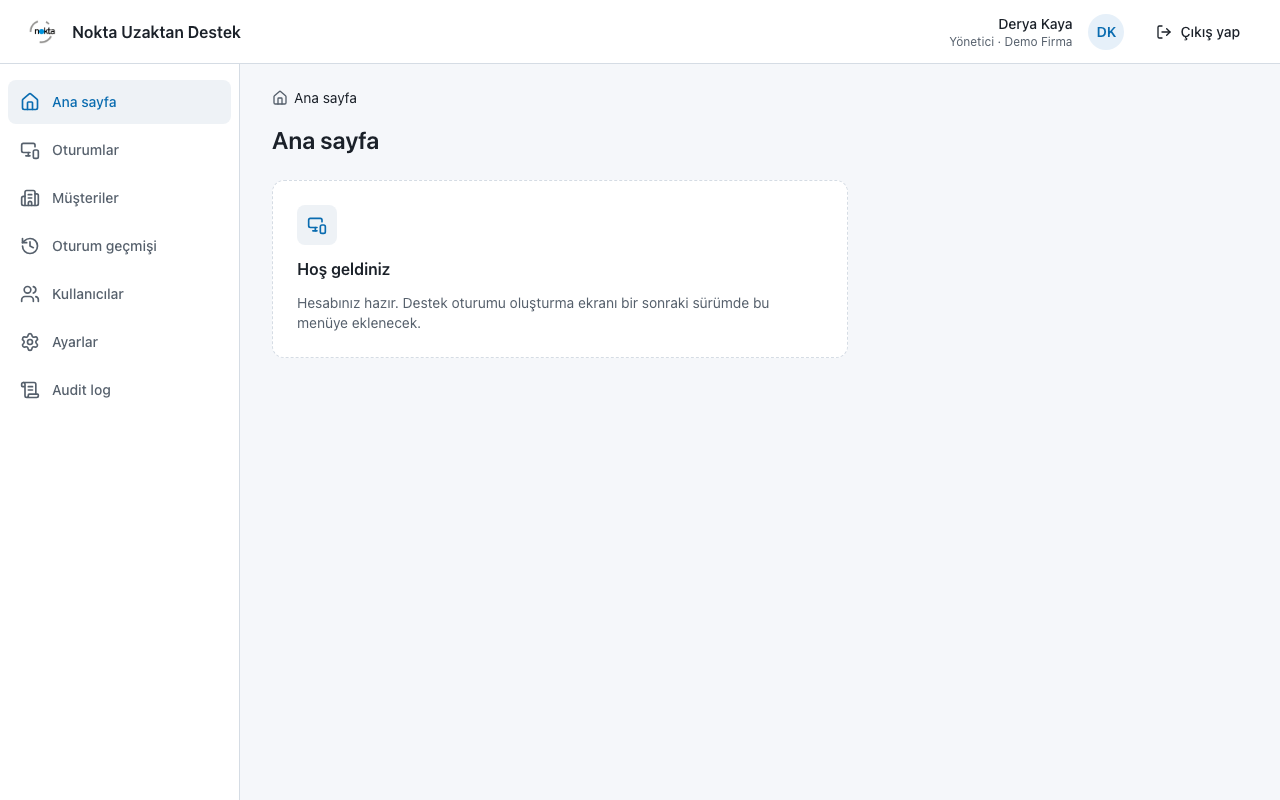 nokta
Nokta Uzaktan Destek
Derya Kaya
Yönetici · Demo Firma
DK
Çıkış yap
Ana sayfa
Oturumlar
Müşteriler
Oturum geçmişi
Kullanıcılar
Ayarlar
Audit log
Ana sayfa
Ana sayfa
Hoş geldiniz
Hesabınız hazır. Destek oturumu oluşturma ekranı bir sonraki sürümde bu
menüye eklenecek.